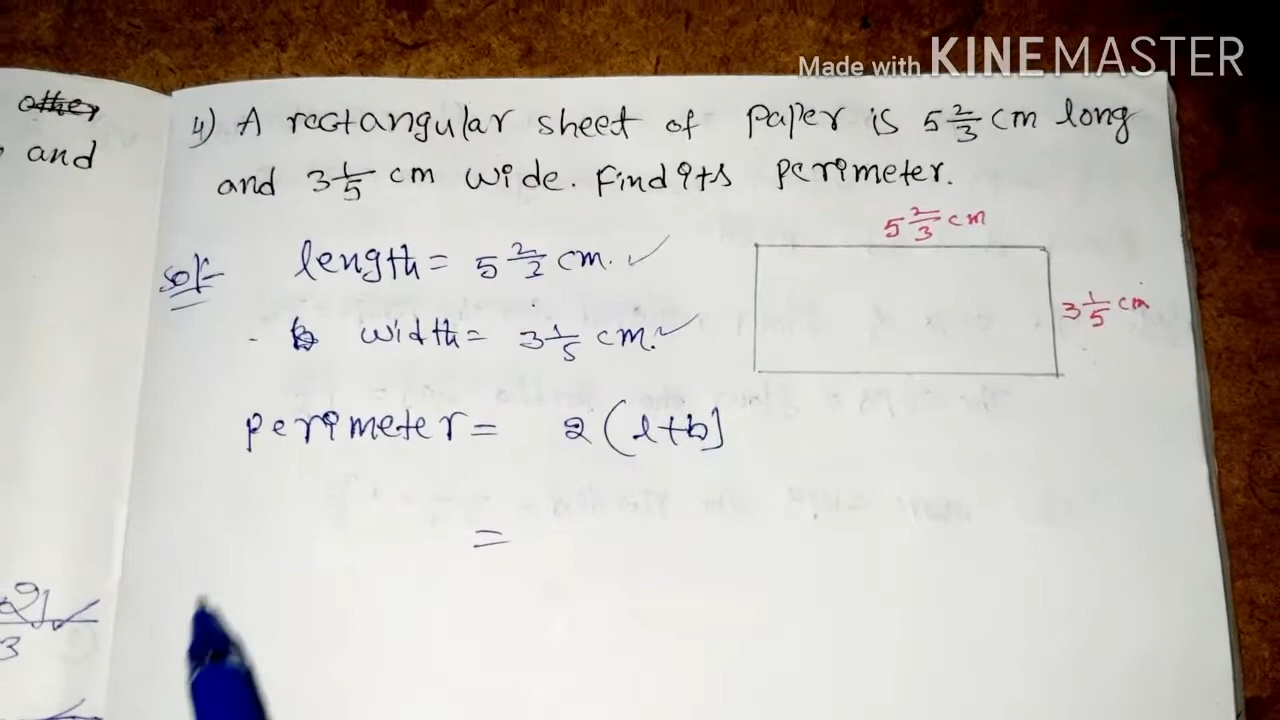 Made with KINEMASTER
and
4) A rectangular sheet of paper is 5 2/3 cm long
and 3 1/5 cm wide. Find its perimeter.
5 2/3 cm
Sol:- length = 5 2/3 cm. ✓
3 1/5 cm
width = 3 1/5 cm. ✓
perimeter = 2 (l+b]
=
3